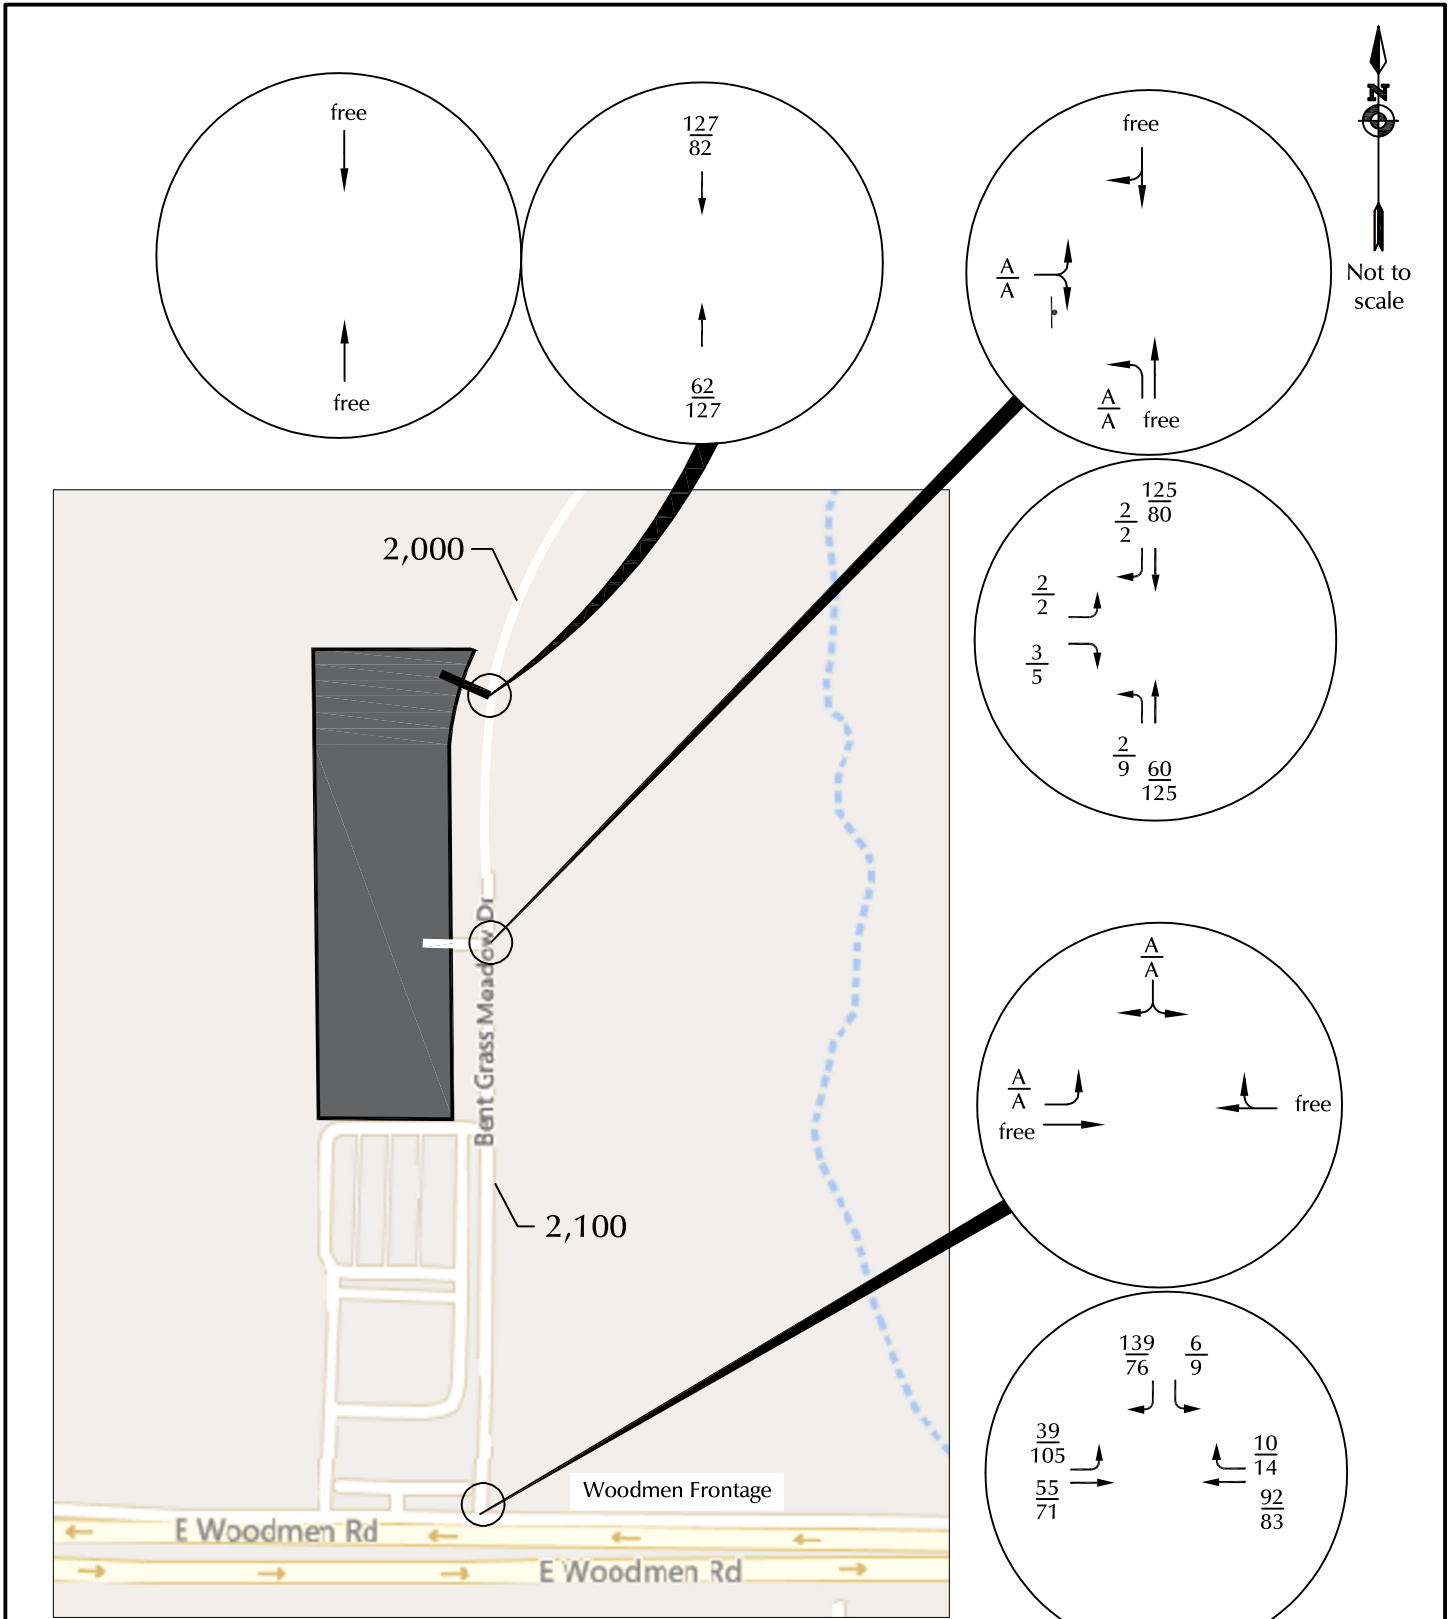 free
free
127
82
62
127
free
A
A
A
A
free
N
Not to
scale
2,000
125
80
2
2
2
2
3
5
2
9
60
125
Bent Grass Meadow Dr
A
A
A
A
free
free
2,100
139
76
6
9
39
105
55
71
10
14
92
83
Woodmen Frontage
E Woodmen Rd
E Woodmen Rd